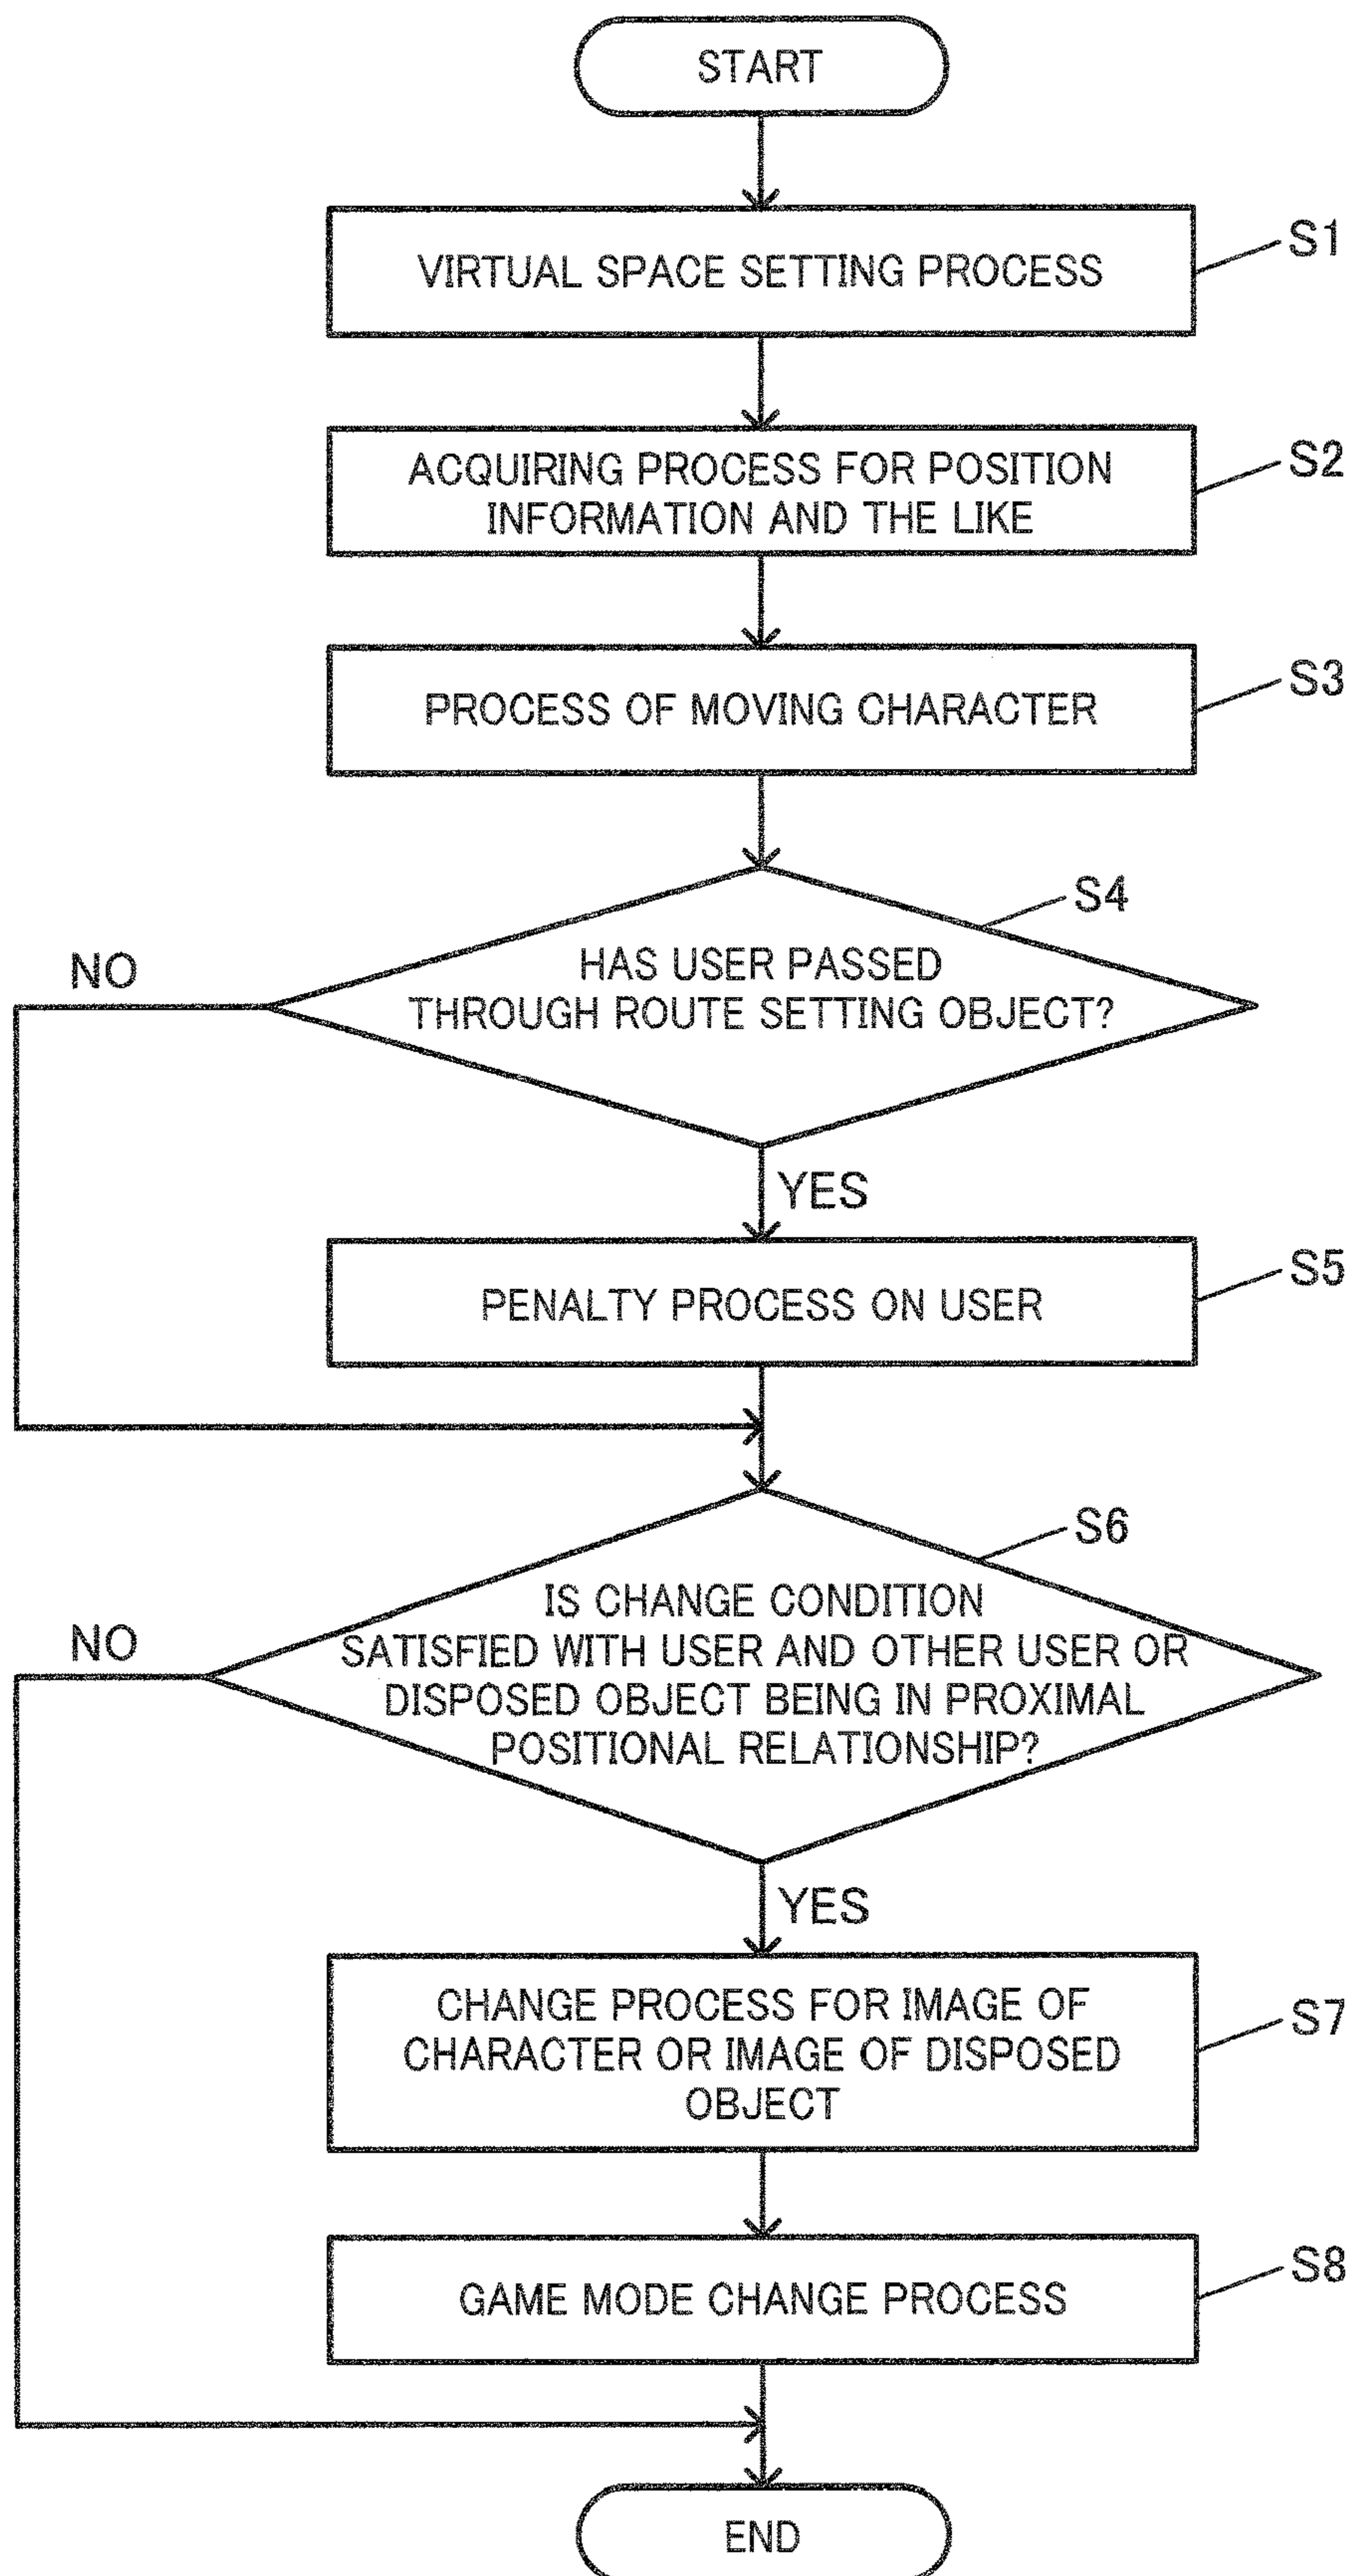 START
VIRTUAL SPACE SETTING PROCESS
S1
ACQUIRING PROCESS FOR POSITION
INFORMATION AND THE LIKE
S2
PROCESS OF MOVING CHARACTER
S3
S4
HAS USER PASSED
THROUGH ROUTE SETTING OBJECT?
NO
YES
PENALTY PROCESS ON USER
S5
S6
IS CHANGE CONDITION
SATISFIED WITH USER AND OTHER USER OR
DISPOSED OBJECT BEING IN PROXIMAL
POSITIONAL RELATIONSHIP?
NO
YES
CHANGE PROCESS FOR IMAGE OF
CHARACTER OR IMAGE OF DISPOSED
OBJECT
S7
GAME MODE CHANGE PROCESS
S8
END